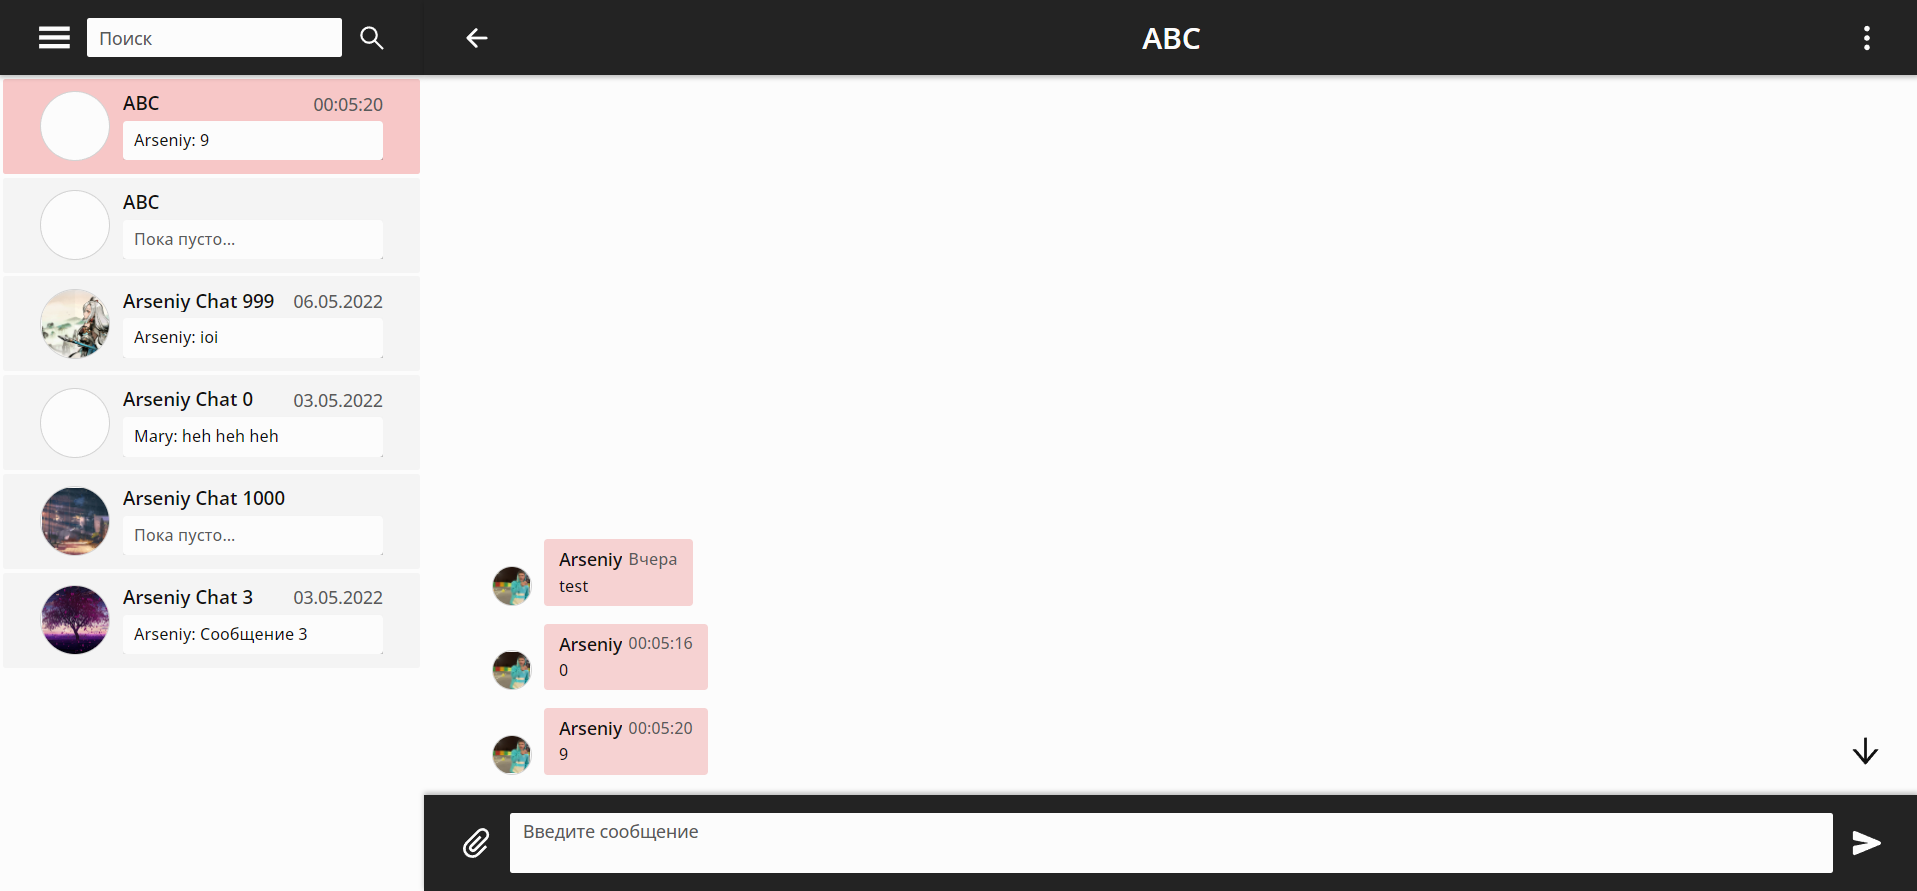 Поиск
ABC
ABC 00:05:20
Arseniy: 9
ABC
Пока пусто...
Arseniy Chat 999 06.05.2022
Arseniy: ioi
Arseniy Chat 0 03.05.2022
Mary: heh heh heh
Arseniy Chat 1000
Пока пусто...
Arseniy Chat 3 03.05.2022
Arseniy: Сообщение 3
Arseniy Вчера
test
Arseniy 00:05:16
0
Arseniy 00:05:20
9
Введите сообщение